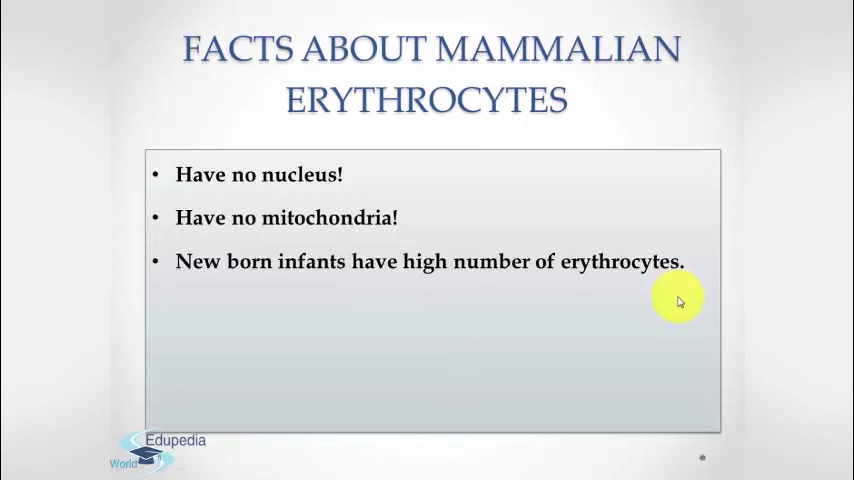 FACTS ABOUT MAMMALIAN
ERYTHROCYTES
• Have no nucleus!
• Have no mitochondria!
• New born infants have high number of erythrocytes.
Edupedia
World